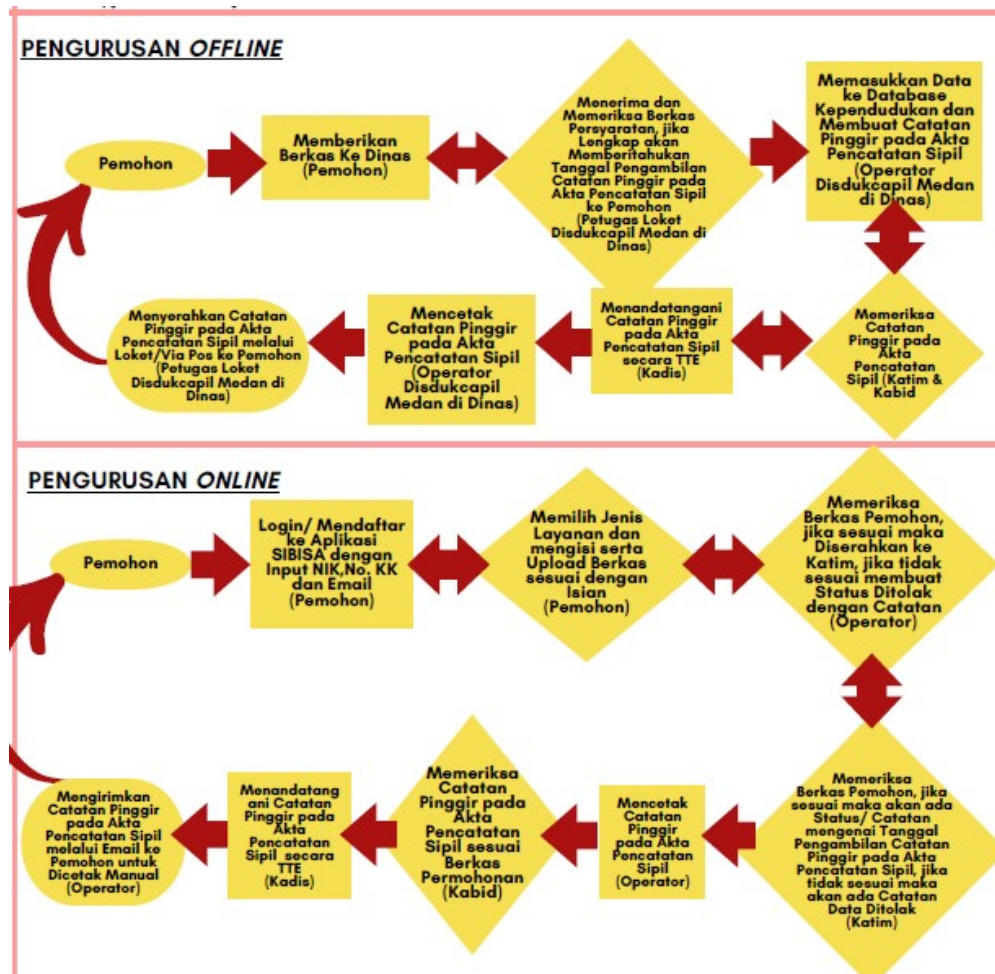 PENGURUSAN OFFLINE
Pemohon
Memberikan
Berkas Ke Dinas
(Pemohon)
Menerima dan
Memeriksa Berkas
Persyaratan, jika
Lengkap akan
Memberitahukan
Tanggal Pengambilan
Catatan Pinggir pada
Akta Pencatatan Sipil
ke Pemohon
(Petugas Loket
Disdukcapil Medan di
Dinas)
Memasukkan Data
ke Database
Kependudukan dan
Membuat Catatan
Pinggir pada Akta
Pencatatan Sipil
(Operator
Disdukcapil Medan
di Dinas)
Memeriksa
Catatan
Pinggir pada
Akta
Pencatatan
Sipil (Katim &
Kabid
Menandatangani
Catatan Pinggir
pada Akta
Pencatatan Sipil
secara TTE
(Kadis)
Mencetak
Catatan Pinggir
pada Akta
Pencatatan Sipil
(Operator
Disdukcapil
Medan di Dinas)
Menyerahkan Catatan
Pinggir pada Akta
Pencatatan Sipil melalui
Loket/Via Pos ke Pemohon
(Petugas Loket
Disdukcapil Medan di
Dinas)
PENGURUSAN ONLINE
Pemohon
Login/ Mendaftar
ke Aplikasi
SIBISA dengan
Input NIK,No. KK
dan Email
(Pemohon)
Memilih Jenis
Layanan dan
mengisi serta
Upload Berkas
sesuai dengan
Isian
(Pemohon)
Memeriksa
Berkas Pemohon,
jika sesuai maka
Diserahkan ke
Katim, jika tidak
sesuai membuat
Status Ditolak
dengan Catatan
(Operator)
Memeriksa
Berkas Pemohon, jika
sesuai maka akan ada
Status/ Catatan
mengenai Tanggal
Pengambilan Catatan
Pinggir pada Akta
Pencatatan Sipil, jika
tidak sesuai maka
akan ada Catatan
Data Ditolak
(Katim)
Mencetak
Catatan
Pinggir pada
Akta
Pencatatan
Sipil
(Operator)
Memeriksa
Catatan
Pinggir pada
Akta
Pencatatan
Sipil sesuai
Berkas
Permohonan
(Kabid)
Menandatang
ani Catatan
Pinggir pada
Akta
Pencatatan
Sipil secara
TTE
(Kadis)
Mengirimkan
Catatan Pinggir
pada Akta
Pencatatan Sipil
melalui Email ke
Pemohon untuk
Dicetak Manual
(Operator)